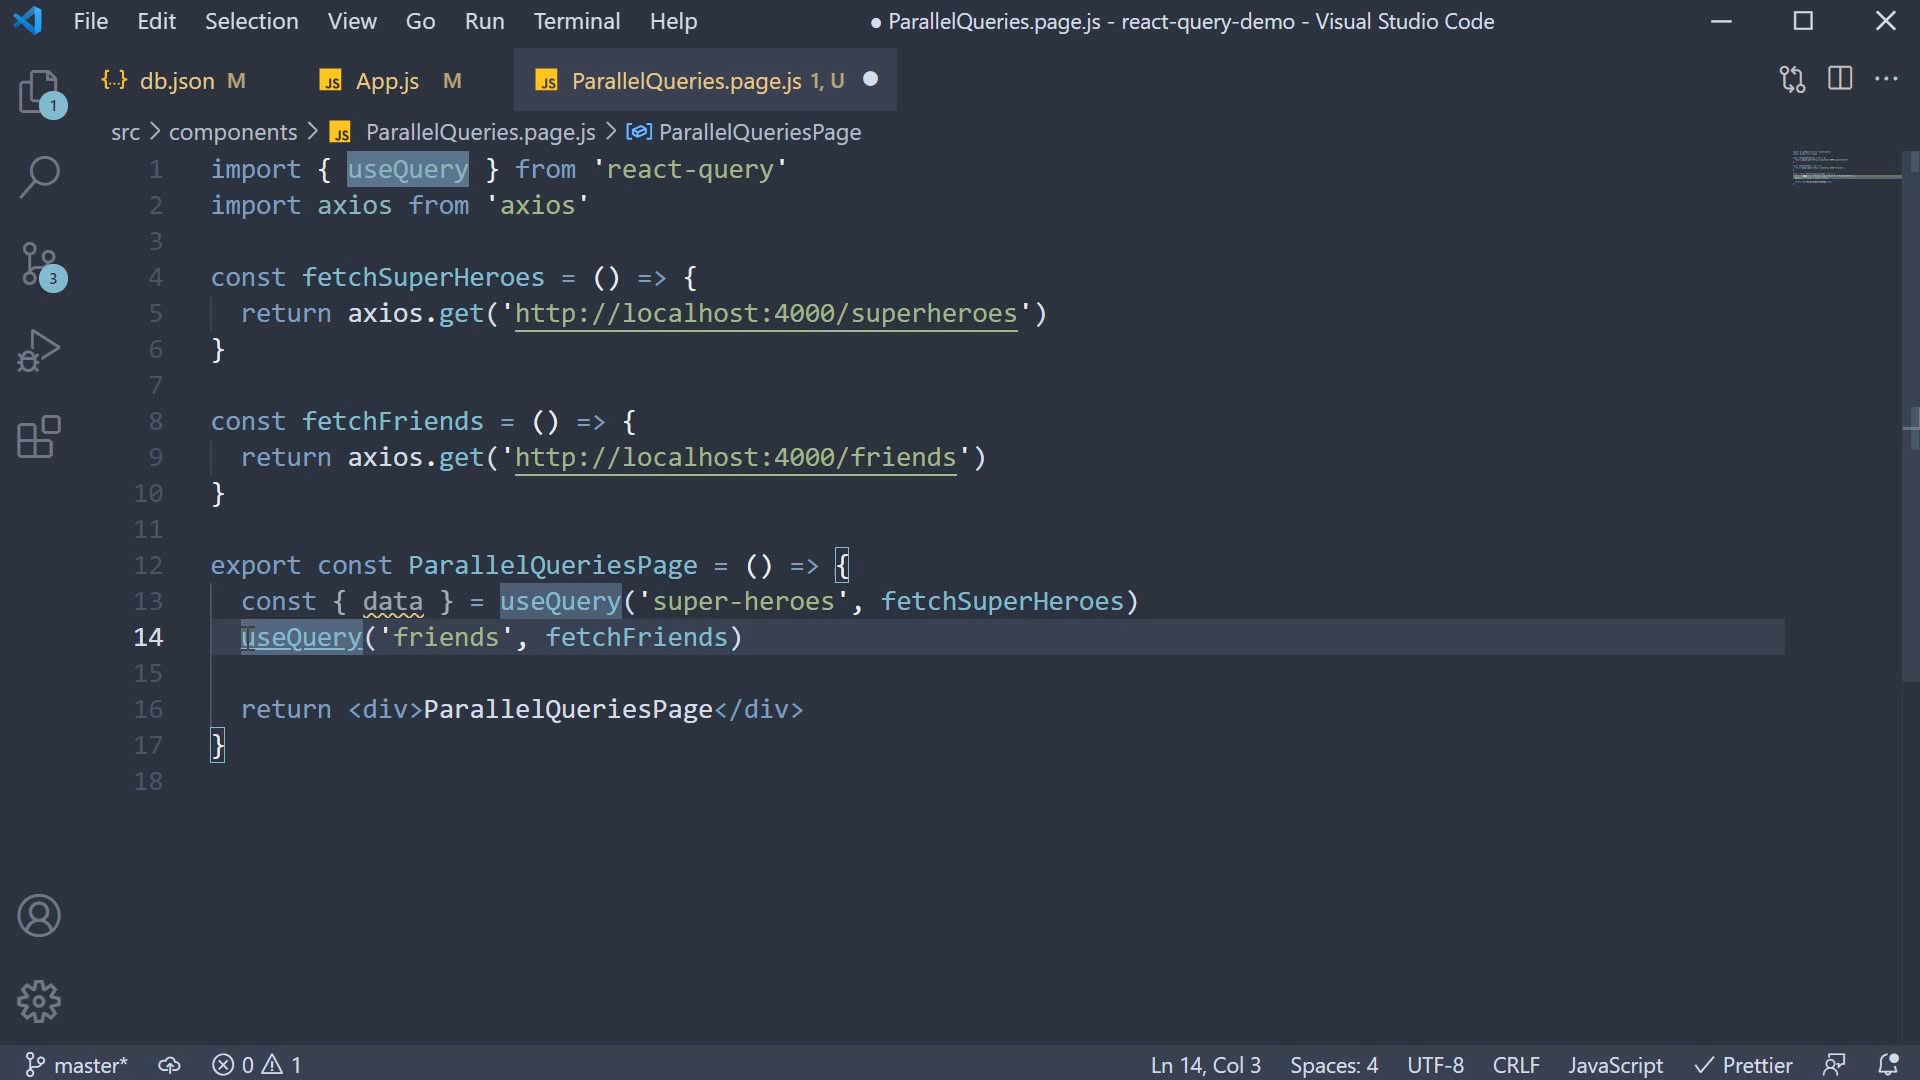 File Edit Selection View Go Run Terminal Help ● ParallelQueries.page.js - react-query-demo - Visual Studio Code
{..} db.json M JS App.js M JS ParallelQueries.page.js 1, U
1
src > components > JS ParallelQueries.page.js > ParallelQueriesPage
1 import { useQuery } from 'react-query'
2 import axios from 'axios'
3
4 const fetchSuperHeroes = () => {
3
5 return axios.get('http://localhost:4000/superheroes')
6 }
7
8 const fetchFriends = () => {
9 return axios.get('http://localhost:4000/friends')
10 }
11
12 export const ParallelQueriesPage = () => {
13 const { data } = useQuery('super-heroes', fetchSuperHeroes)
14 useQuery('friends', fetchFriends)
15
16 return <div>ParallelQueriesPage</div>
17 }
18
master* 0 1 Ln 14, Col 3 Spaces: 4 UTF-8 CRLF JavaScript Prettier